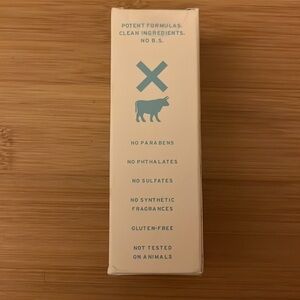 POTENT FORMULAS.
CLEAN INGREDIENTS.
NO B.S.
NO PARABENS
NO PHTHALATES
NO SULFATES
NO SYNTHETIC
FRAGRANCES
GLUTEN-FREE
NOT TESTED
ON ANIMALS